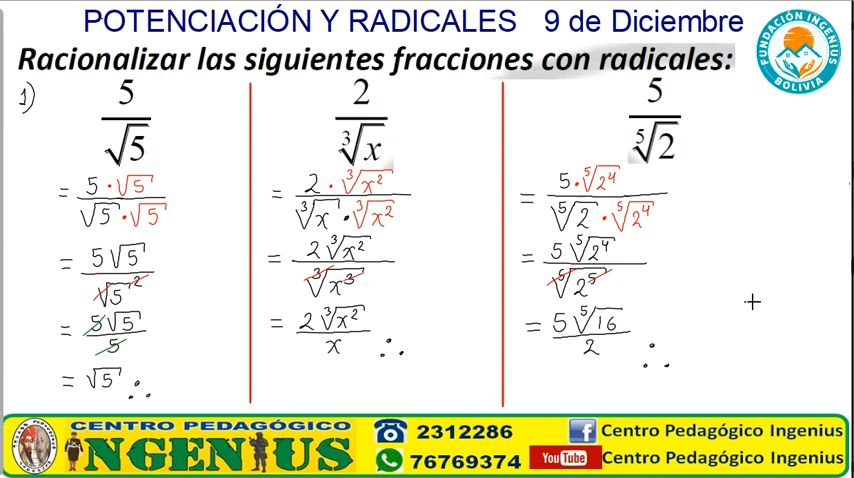 POTENCIACIÓN Y RADICALES 9 de Diciembre
Racionalizar las siguientes fracciones con radicales:
FUNDACIÓN INGENIUS
BOLIVIA
1)
5/√5
= 5·√5/√5·√5
= 5√5/√5²
= 5√5/5
= √5 ∴
2/∛x
= 2·∛x²/∛x·∛x²
= 2∛x²/∛x³
= 2∛x²/x ∴
5/⁵√2
= 5·⁵√2⁴/⁵√2·⁵√2⁴
= 5⁵√2⁴/⁵√2⁵
= 5⁵√16/2 ∴
CENTRO PEDAGÓGICO
INGENIUS
2312286
76769374
f Centro Pedagógico Ingenius
YouTube Centro Pedagógico Ingenius